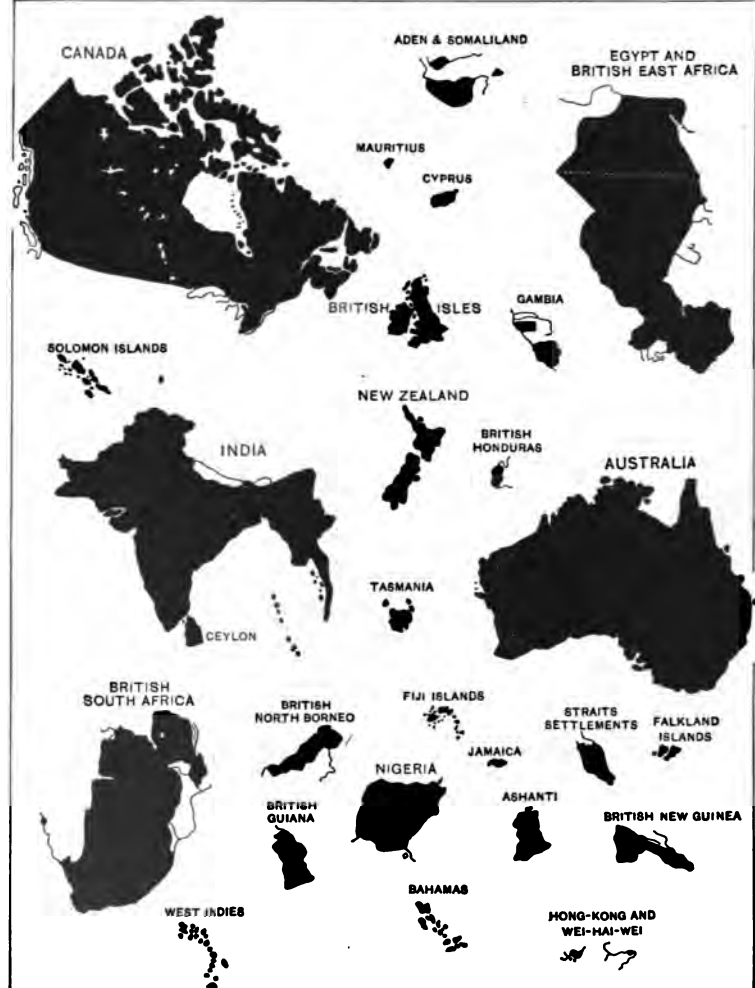 CANADA
ADEN & SOMALILAND
EGYPT AND
BRITISH EAST AFRICA
MAURITIUS
CYPRUS
BRITISH ISLES
GAMBIA
SOLOMON ISLANDS
NEW ZEALAND
INDIA
BRITISH
HONDURAS
AUSTRALIA
TASMANIA
CEYLON
BRITISH
SOUTH AFRICA
BRITISH
NORTH BORNEO
FIJI ISLANDS
STRAITS
SETTLEMENTS
FALKLAND
ISLANDS
JAMAICA
NIGERIA
BRITISH
GUIANA
ASHANTI
BRITISH NEW GUINEA
WEST INDIES
BAHAMAS
HONG-KONG AND
WEI-HAI-WEI